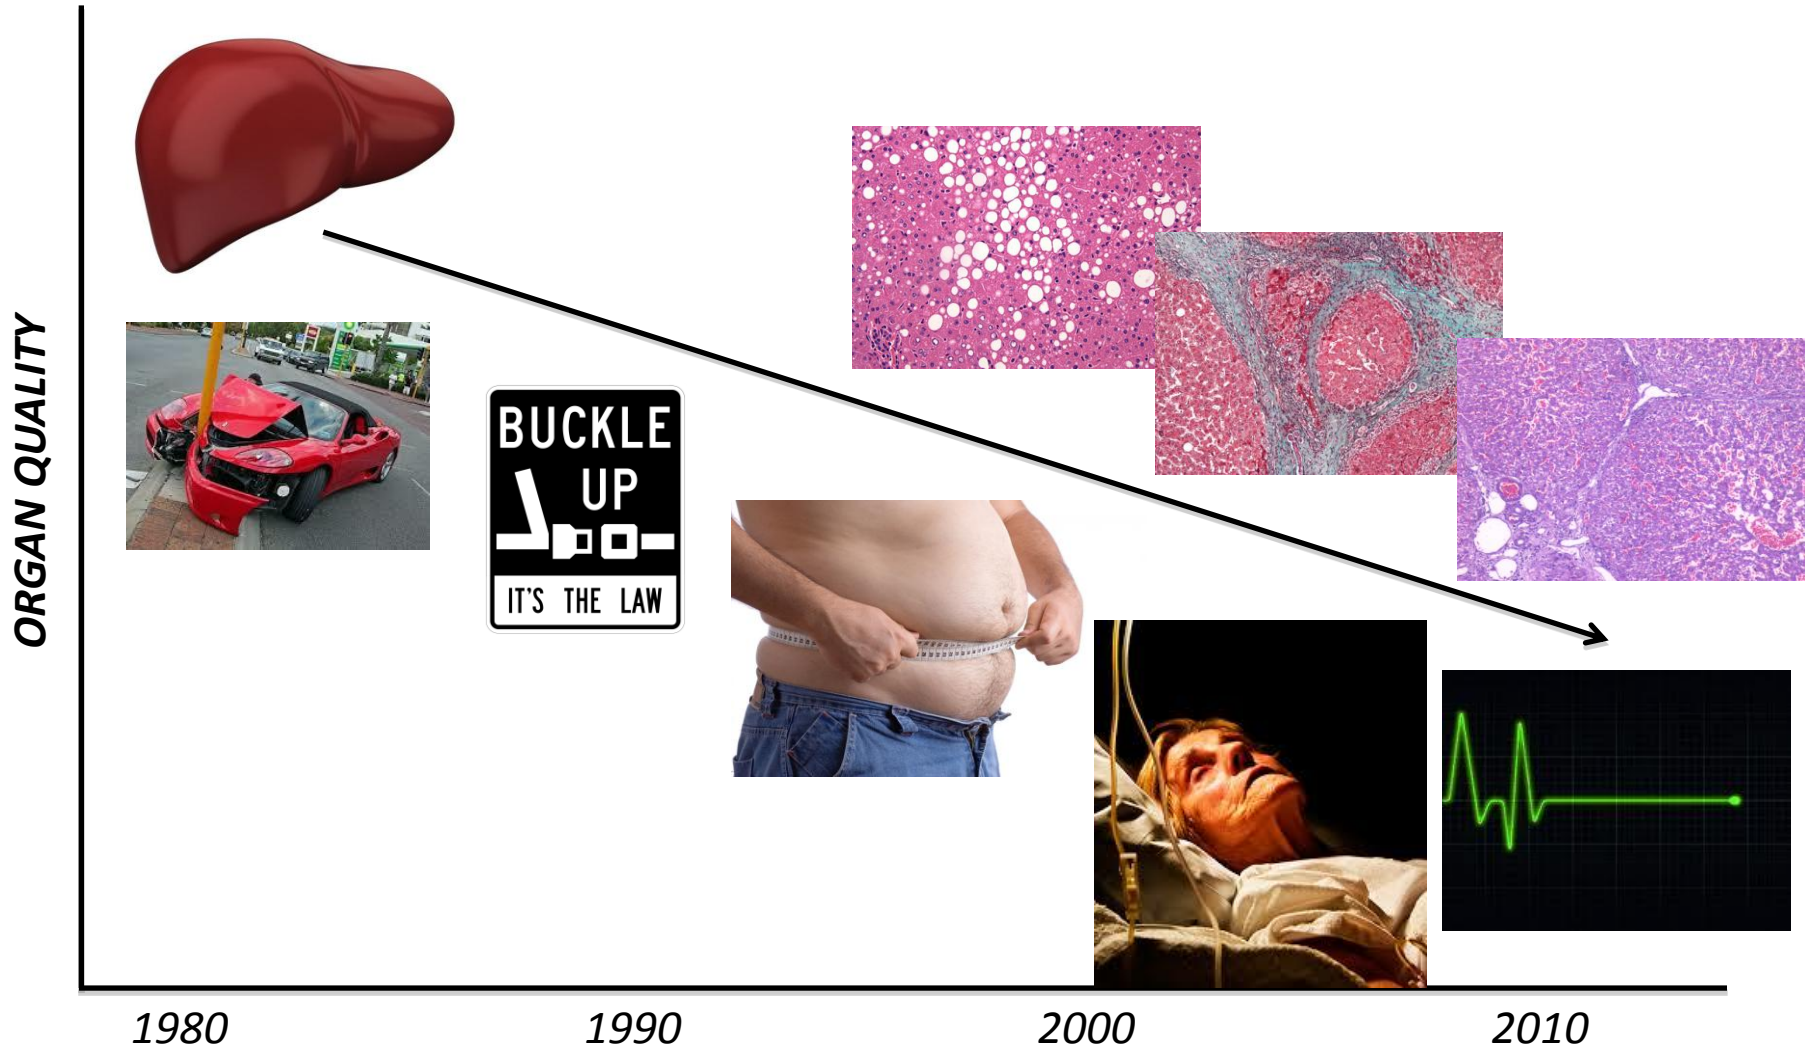 ORGAN QUALITY
BUCKLE
UP
IT'S THE LAW
1980
1990
2000
2010